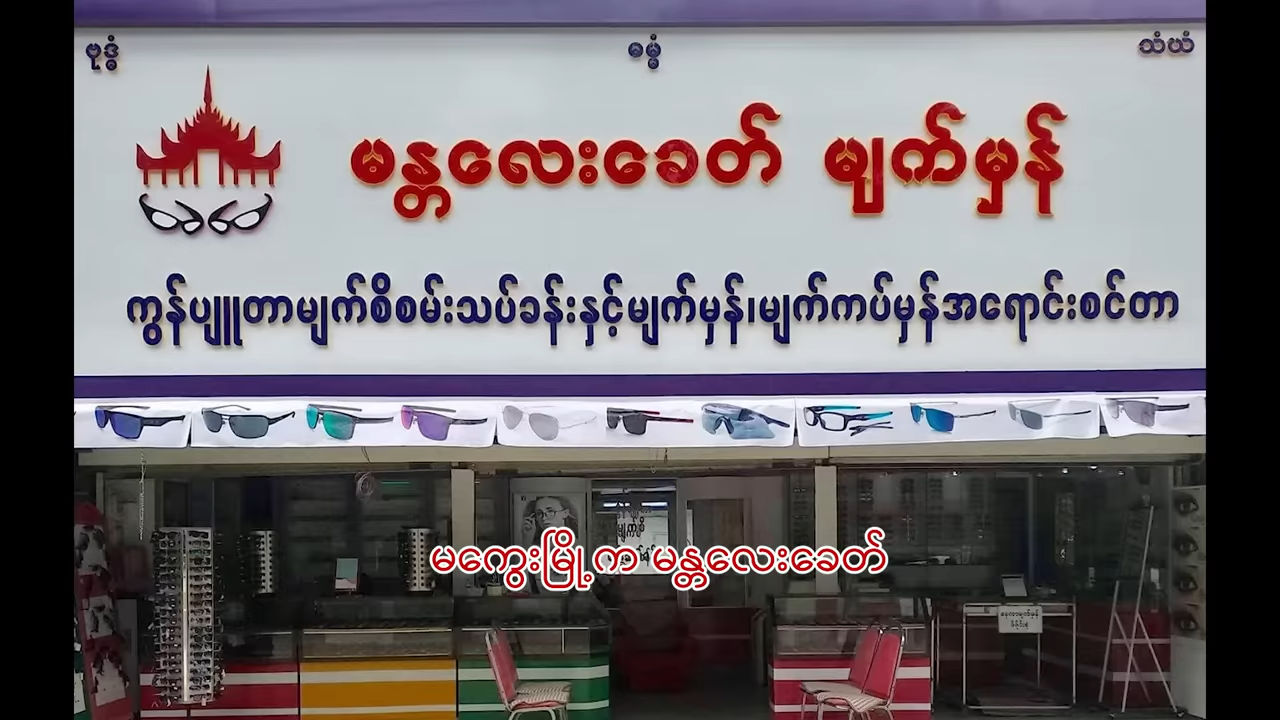 ဗုဒ္ဓံ ဓမ္မံ သံဃံ
မန္တလေးခေတ် မျက်မှန်
ကွန်ပျူတာမျက်စိစမ်းသပ်ခန်းနှင့်မျက်မှန်၊မျက်ကပ်မှန်အရောင်းစင်တာ
မကွေးမြို့က မန္တလေးခေတ်